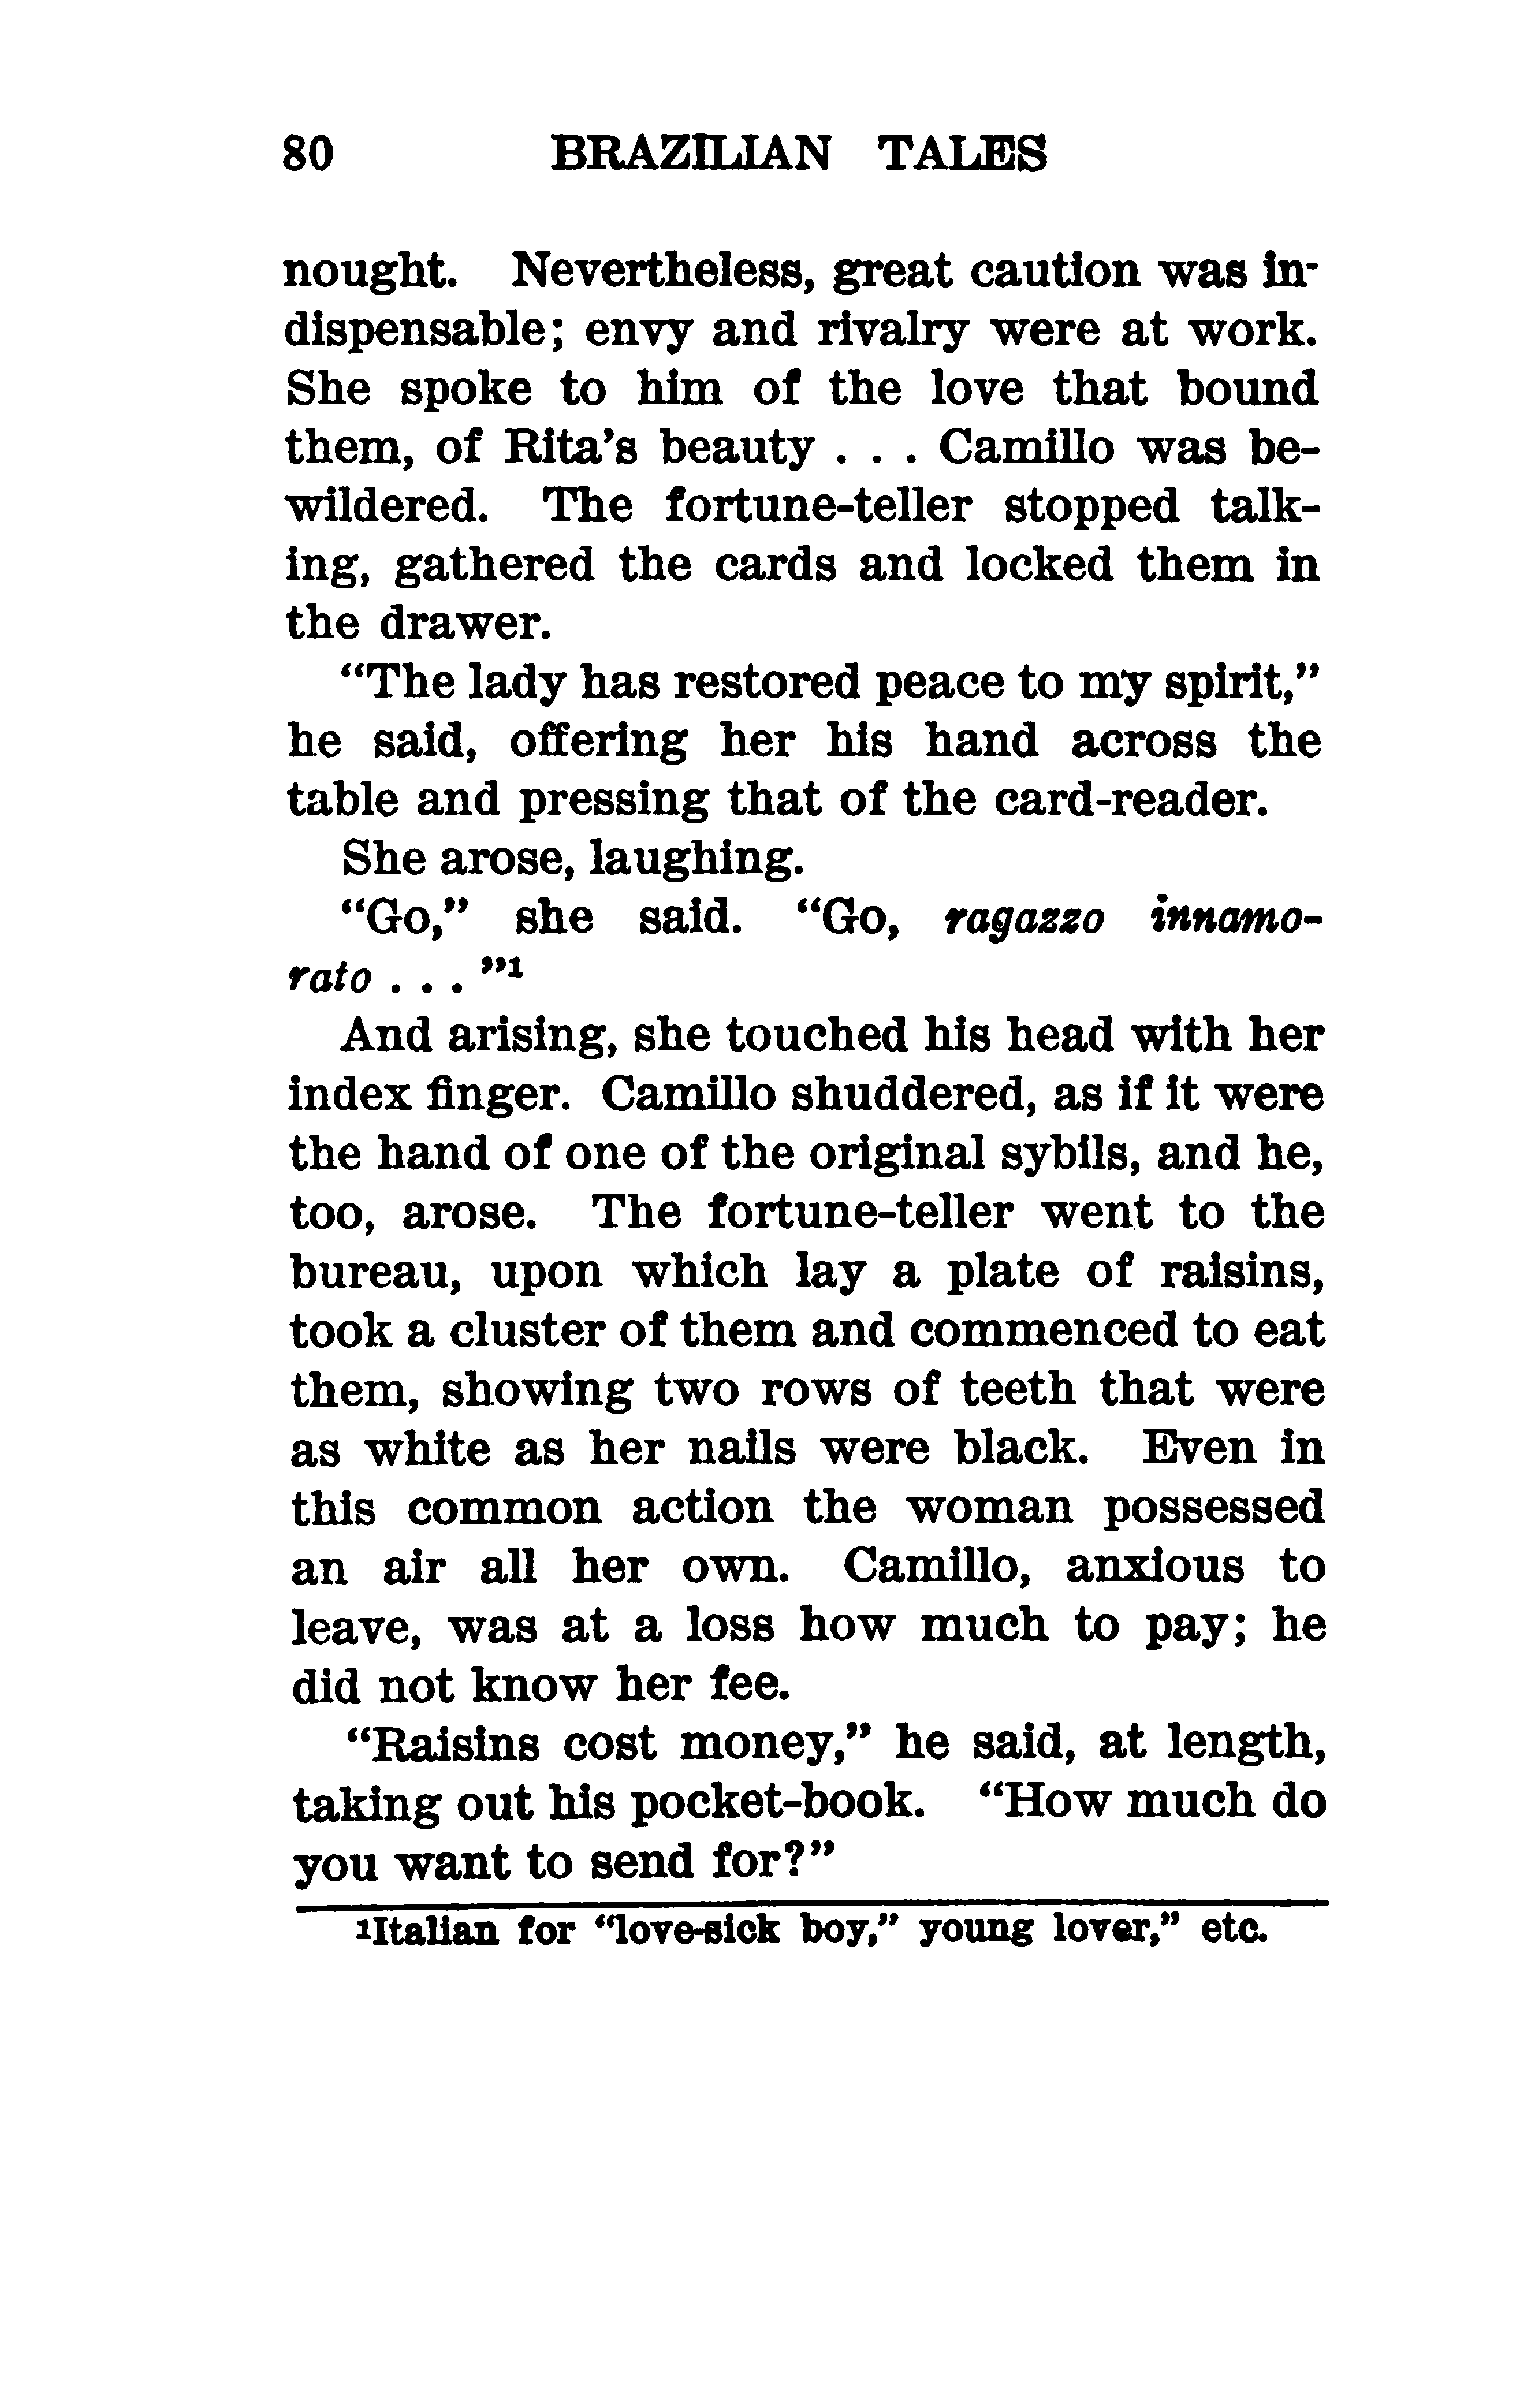 80 BRAZILIAN TALES
nought. Nevertheless, great caution was in-
dispensable; envy and rivalry were at work.
She spoke to him of the love that bound
them, of Rita's beauty . . . Camillo was be-
wildered. The fortune-teller stopped talk-
ing, gathered the cards and locked them in
the drawer.
“The lady has restored peace to my spirit,”
he said, offering her his hand across the
table and pressing that of the card-reader.
She arose, laughing.
“Go,” she said. “Go, ragazzo innamo-
rato . . . ”¹
And arising, she touched his head with her
index finger. Camillo shuddered, as if it were
the hand of one of the original sybils, and he,
too, arose. The fortune-teller went to the
bureau, upon which lay a plate of raisins,
took a cluster of them and commenced to eat
them, showing two rows of teeth that were
as white as her nails were black. Even in
this common action the woman possessed
an air all her own. Camillo, anxious to
leave, was at a loss how much to pay; he
did not know her fee.
“Raisins cost money,” he said, at length,
taking out his pocket-book. “How much do
you want to send for?”
¹Italian for “love-sick boy,” young lover,” etc.